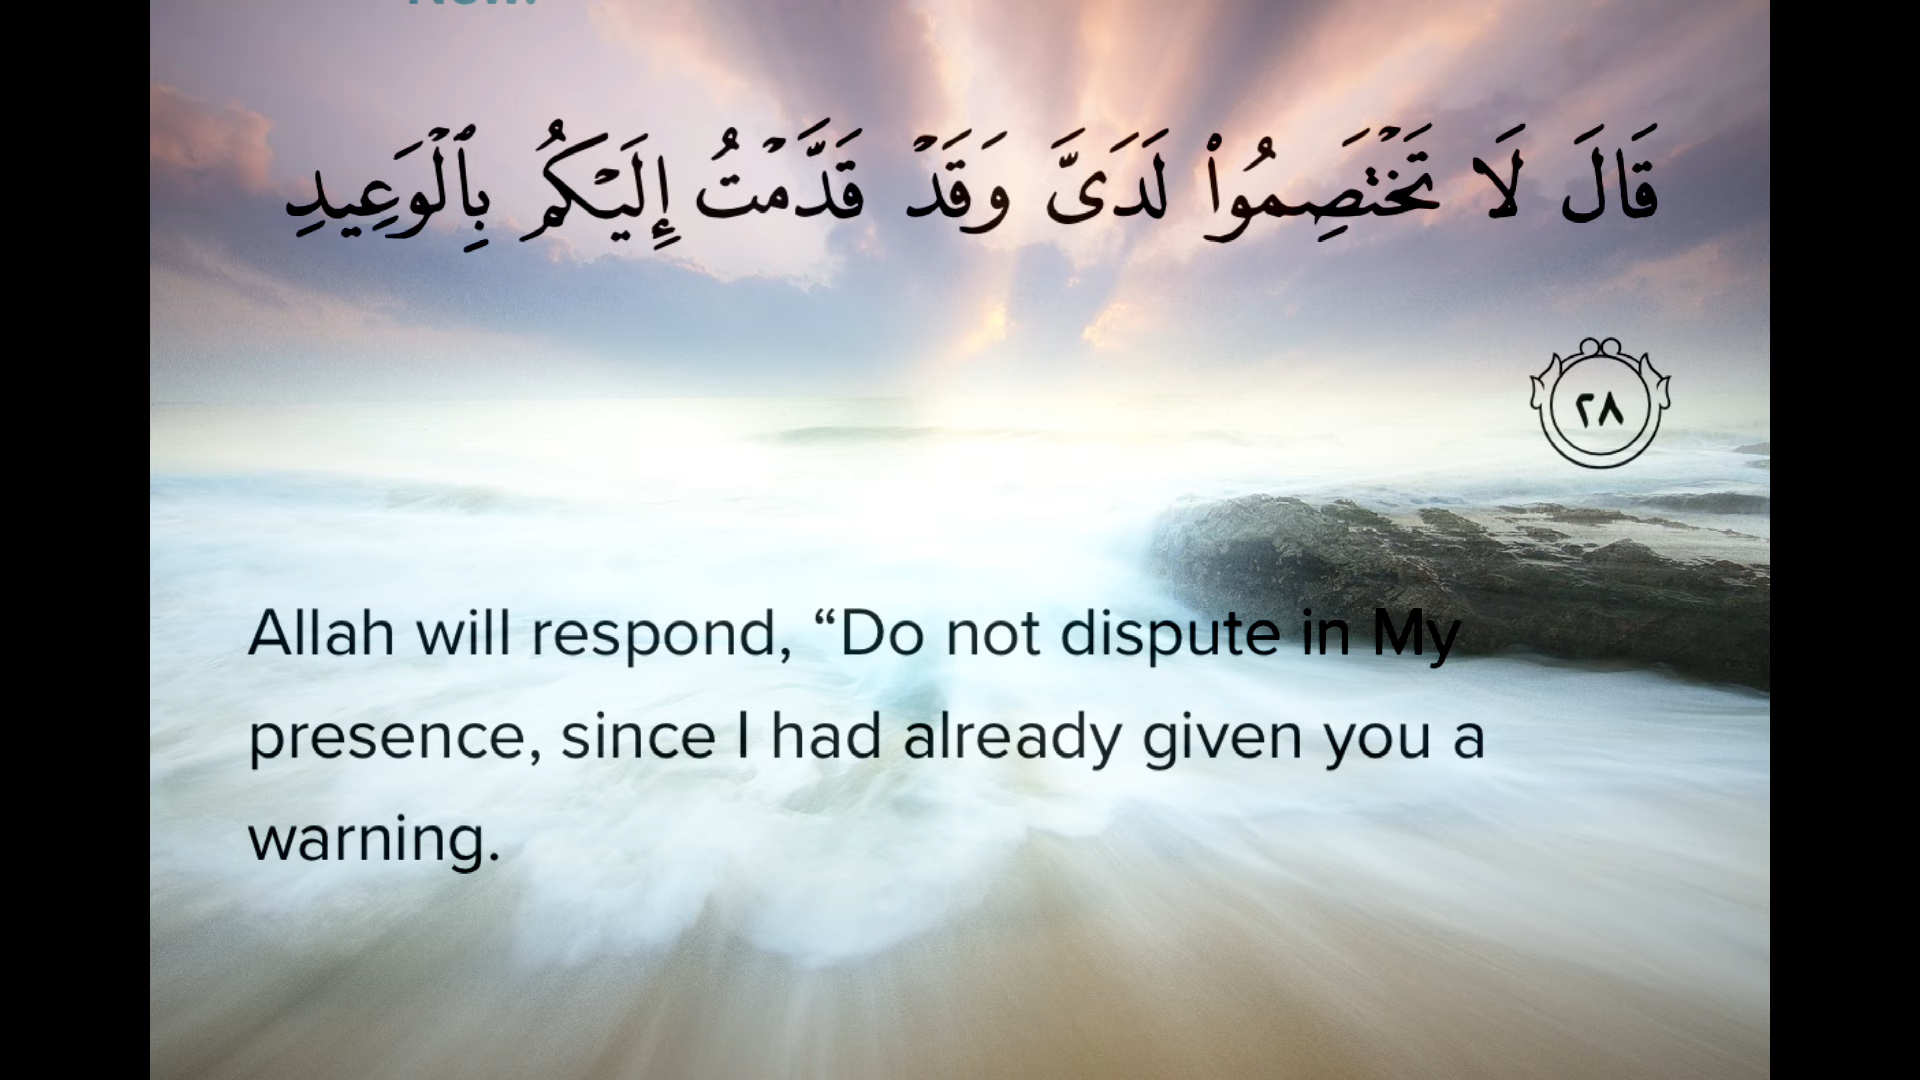 قَالَ لَا تَخْتَصِمُوا۟ لَدَىَّ وَقَدْ قَدَّمْتُ إِلَيْكُم بِٱلْوَعِيدِ
٢٨
Allah will respond, “Do not dispute in My
presence, since I had already given you a
warning.